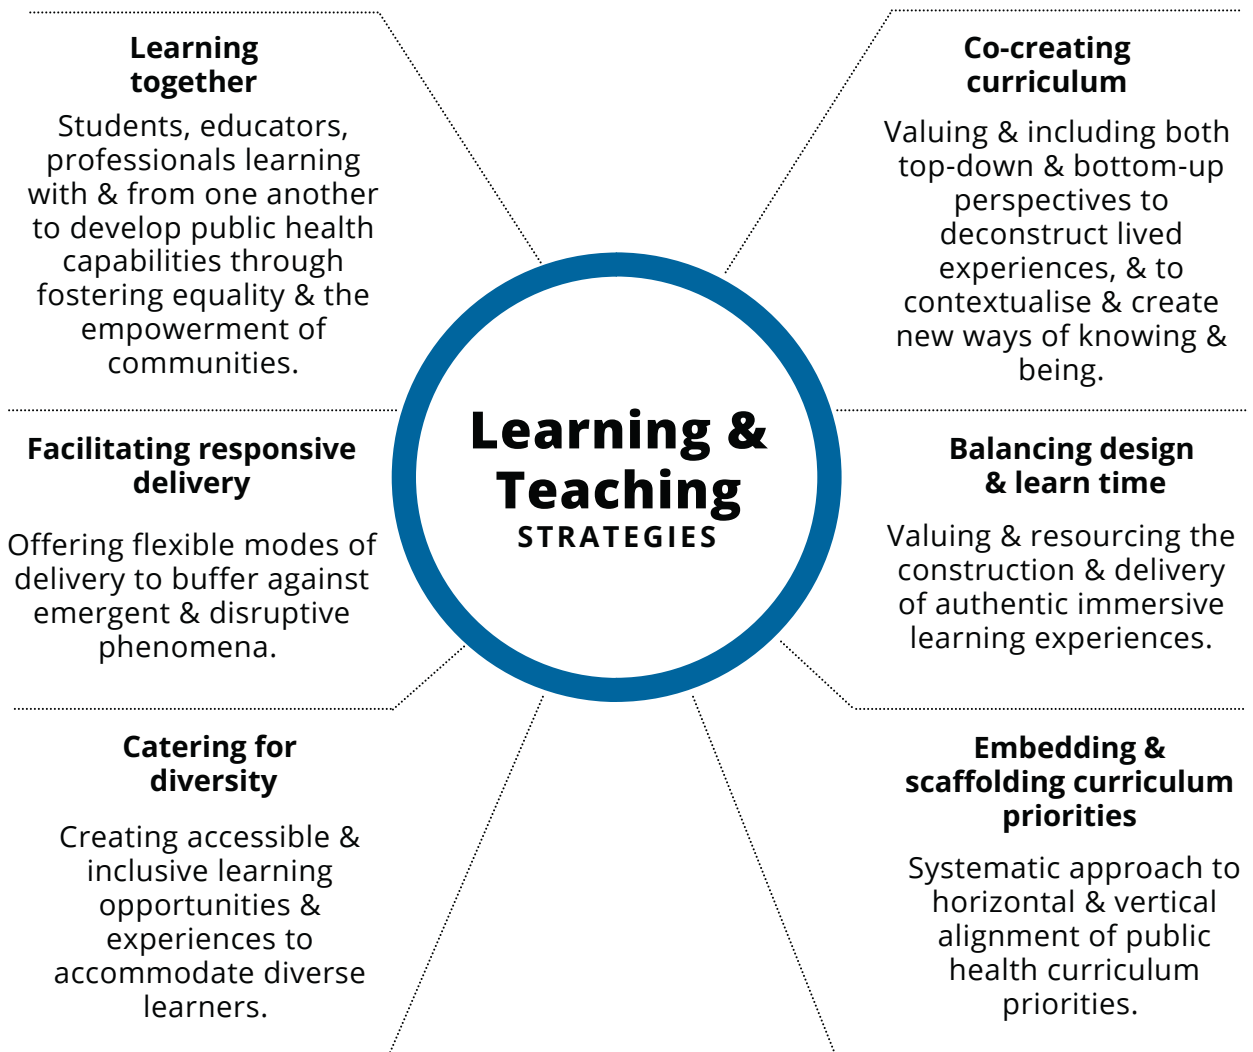 Learning
together
Students, educators,
professionals learning
with & from one another
to develop public health
capabilities through
fostering equality & the
empowerment of
communities.
Co-creating
curriculum
Valuing & including both
top-down & bottom-up
perspectives to
deconstruct lived
experiences, & to
contextualise & create
new ways of knowing &
being.
Learning &
Teaching
STRATEGIES
Facilitating responsive
delivery
Offering flexible modes of
delivery to buffer against
emergent & disruptive
phenomena.
Balancing design
& learn time
Valuing & resourcing the
construction & delivery
of authentic immersive
learning experiences.
Catering for
diversity
Creating accessible &
inclusive learning
opportunities &
experiences to
accommodate diverse
learners.
Embedding &
scaffolding curriculum
priorities
Systematic approach to
horizontal & vertical
alignment of public
health curriculum
priorities.